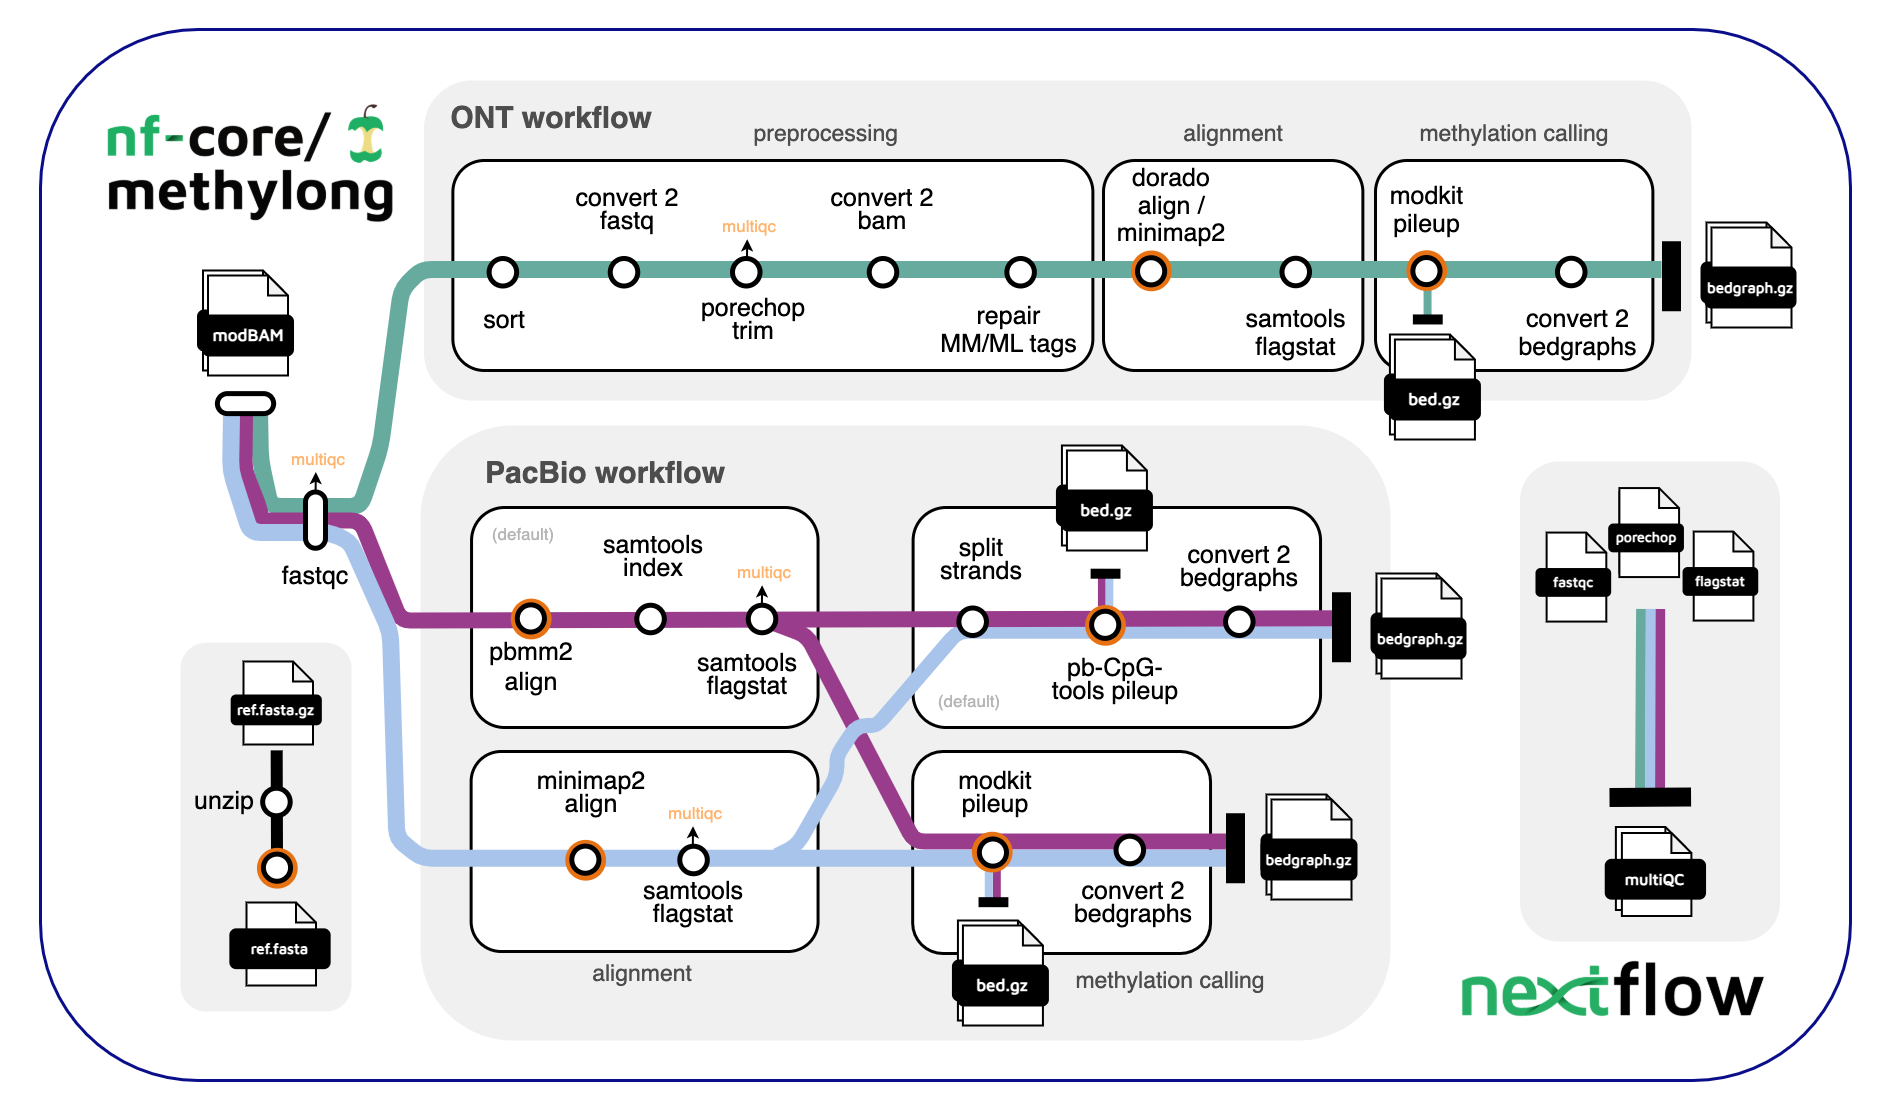 nf-core/
methylong
modBAM
multiqc
fastqc
ONT workflow
preprocessing
alignment
methylation calling
sort
convert 2
fastq
multiqc
porechop
trim
convert 2
bam
repair
MM/ML tags
dorado
align /
minimap2
samtools
flagstat
modkit
pileup
convert 2
bedgraphs
bed.gz
bedgraph.gz
PacBio workflow
(default)
pbmm2
align
samtools
index
multiqc
samtools
flagstat
split
strands
bed.gz
pb-CpG-
tools pileup
convert 2
bedgraphs
(default)
bedgraph.gz
minimap2
align
multiqc
samtools
flagstat
alignment
modkit
pileup
bed.gz
convert 2
bedgraphs
methylation calling
bedgraph.gz
ref.fasta.gz
unzip
ref.fasta
fastqc
porechop
flagstat
multiQC
nextflow